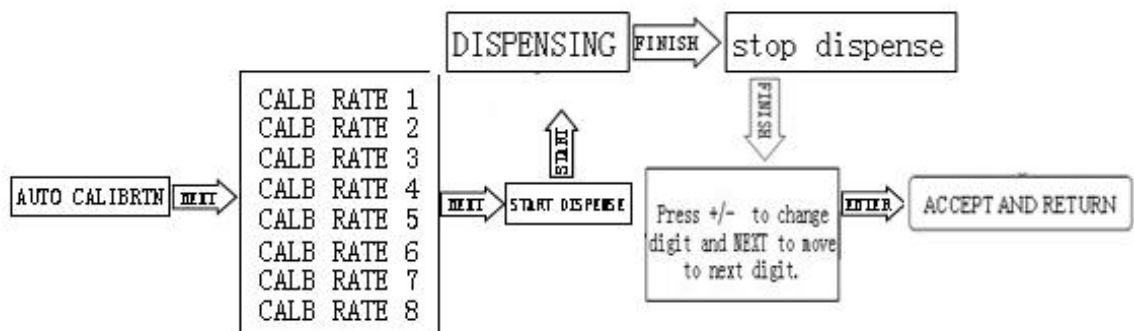 AUTO CALIBRTN
NEXT
CALB RATE 1
CALB RATE 2
CALB RATE 3
CALB RATE 4
CALB RATE 5
CALB RATE 6
CALB RATE 7
CALB RATE 8
NEXT
START DISPENSE
START
DISPENSING
FINISH
stop dispense
FINISH
Press +/- to change
digit and NEXT to move
to next digit.
ENTER
ACCEPT AND RETURN